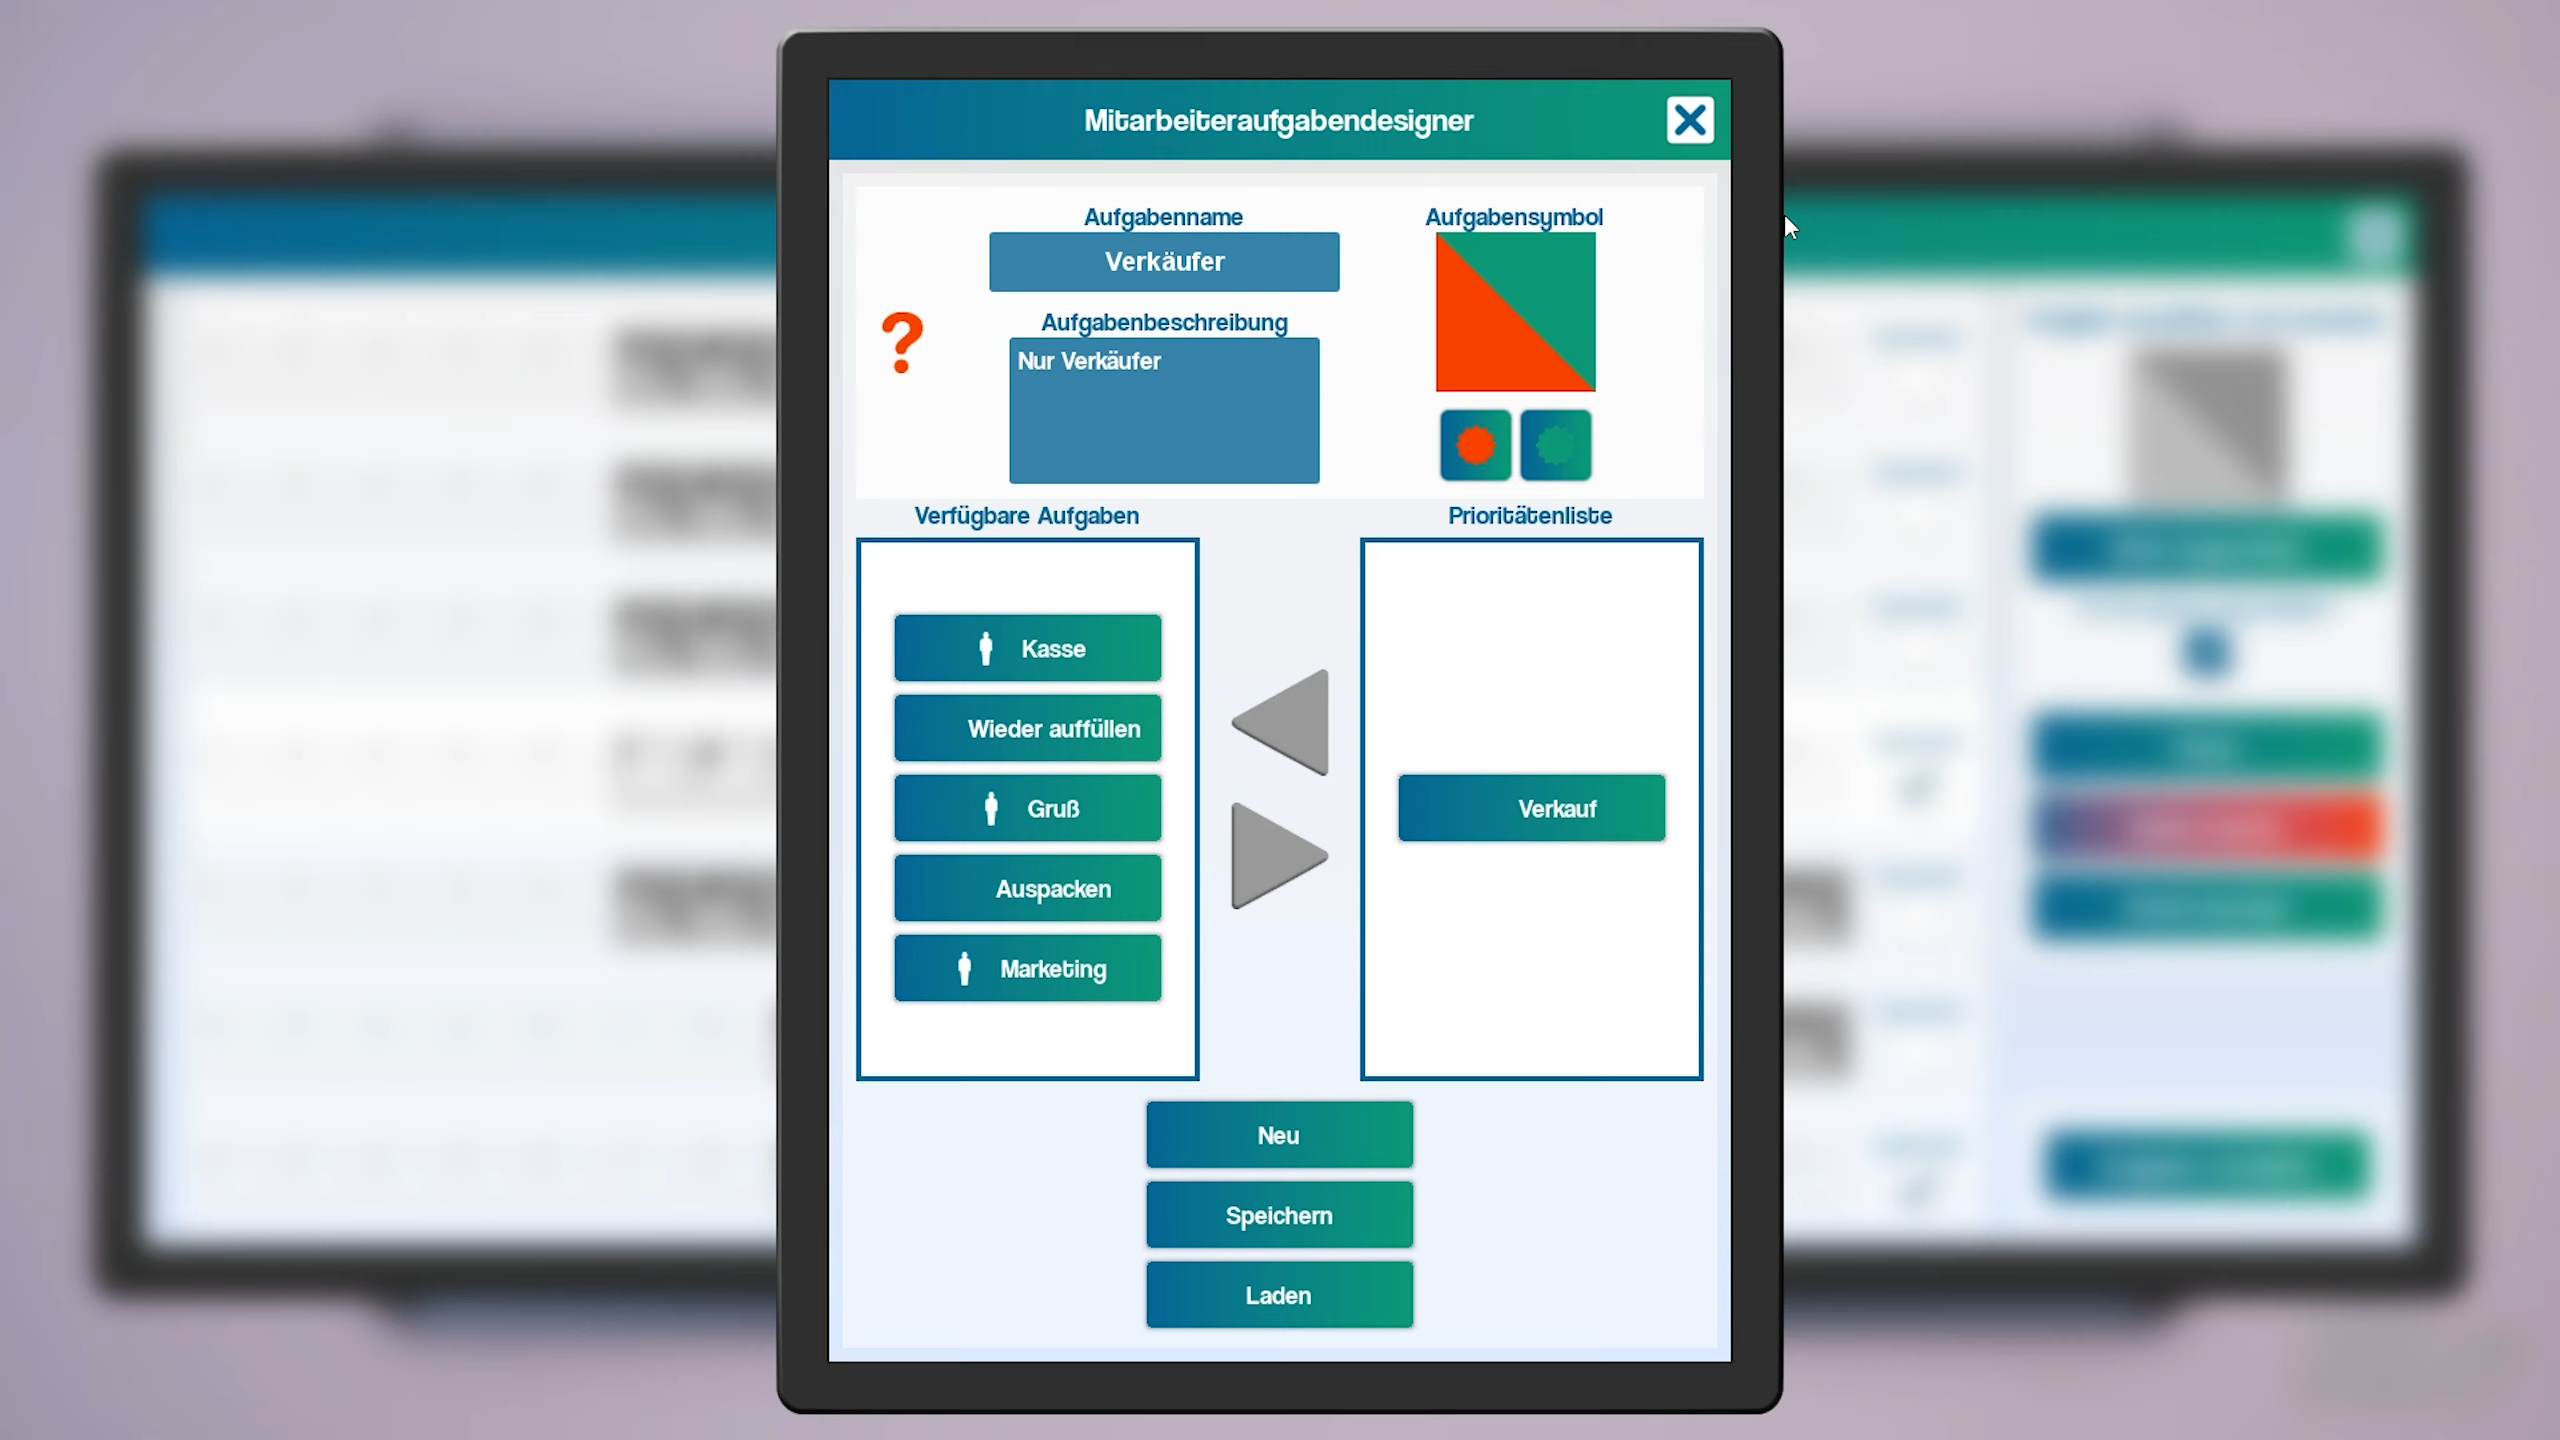 Mitarbeiteraufgabendesigner
Aufgabenname
Aufgabensymbol
Verkäufer
?
Aufgabenbeschreibung
Nur Verkäufer
Verfügbare Aufgaben
Prioritätenliste
Kasse
Wieder auffüllen
Gruß
Verkauf
Auspacken
Marketing
Neu
Speichern
Laden